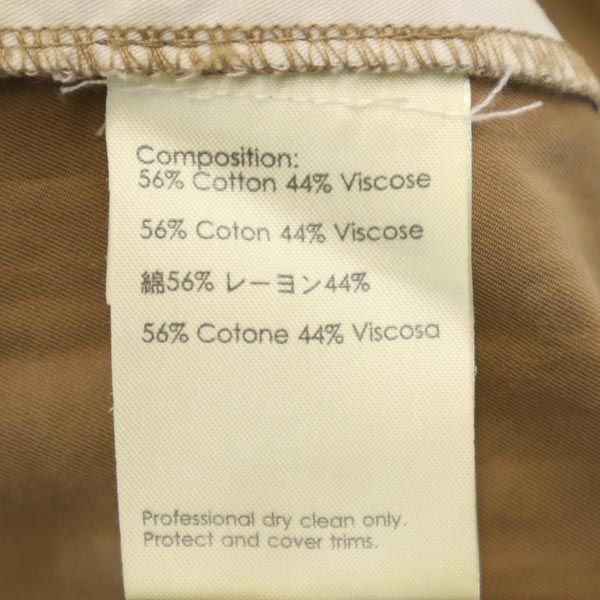 Composition:
56% Cotton 44% Viscose
56% Coton 44% Viscose
綿56% レーヨン44%
56% Cotone 44% Viscosa
Professional dry clean only.
Protect and cover trims.